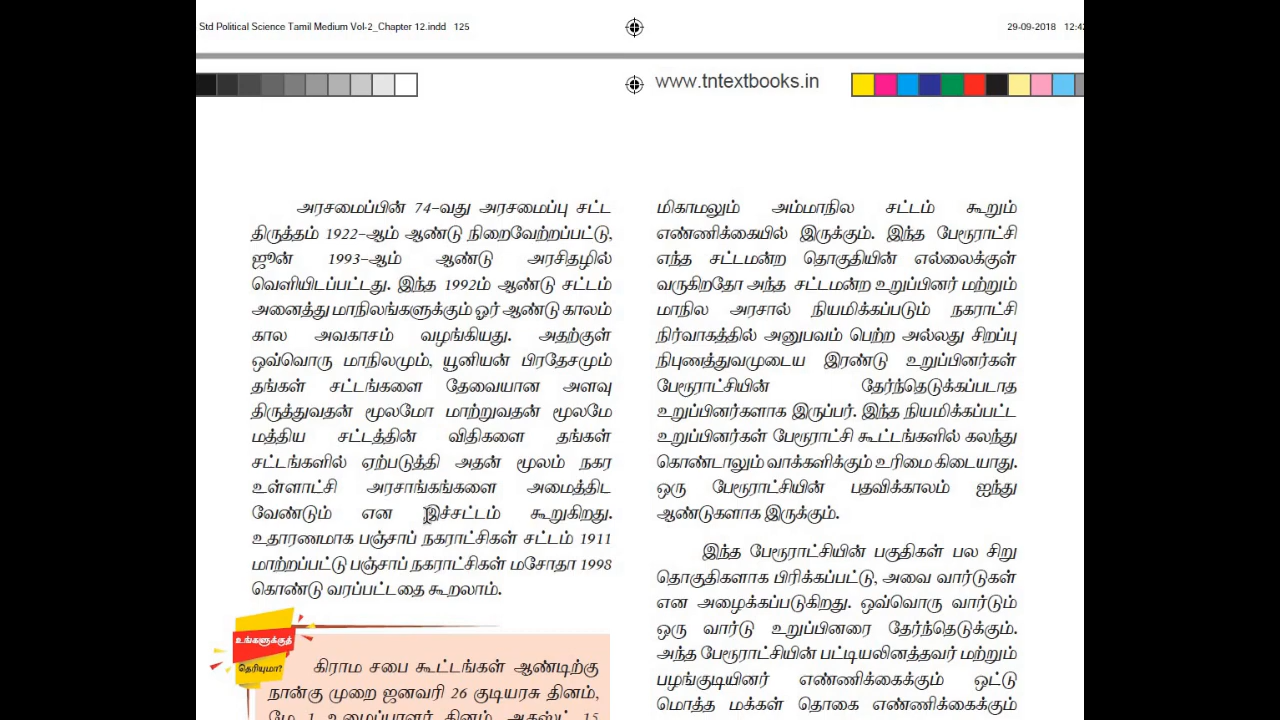 Std Political Science Tamil Medium Vol-2_Chapter 12.indd 125
29-09-2018 12:42
www.tntextbooks.in
அரசமைப்பின் 74-வது அரசமைப்பு சட்ட
திருத்தம் 1922-ஆம் ஆண்டு நிறைவேற்றப்பட்டு,
ஜூன் 1993-ஆம் ஆண்டு அரசிதழில்
வெளியிடப்பட்டது. இந்த 1992ம் ஆண்டு சட்டம்
அனைத்து மாநிலங்களுக்கும் ஓர் ஆண்டு காலம்
கால அவகாசம் வழங்கியது. அதற்குள்
ஒவ்வொரு மாநிலமும், யூனியன் பிரதேசமும்
தங்கள் சட்டங்களை தேவையான அளவு
திருத்துவதன் மூலமோ மாற்றுவதன் மூலமே
மத்திய சட்டத்தின் விதிகளை தங்கள்
சட்டங்களில் ஏற்படுத்தி அதன் மூலம் நகர
உள்ளாட்சி அரசாங்கங்களை அமைத்திட
வேண்டும் என இச்சட்டம் கூறுகிறது.
உதாரணமாக பஞ்சாப் நகராட்சிகள் சட்டம் 1911
மாற்றப்பட்டு பஞ்சாப் நகராட்சிகள் மசோதா 1998
கொண்டு வரப்பட்டதை கூறலாம்.
உங்களுக்குத்
தெரியுமா?
கிராம சபை கூட்டங்கள் ஆண்டிற்கு
நான்கு முறை ஜனவரி 26 குடியரசு தினம்,
மே 1 உழைப்பாளர் தினம், ஆகஸ்ட் 15
மிகாமலும் அம்மாநில சட்டம் கூறும்
எண்ணிக்கையில் இருக்கும். இந்த பேரூராட்சி
எந்த சட்டமன்ற தொகுதியின் எல்லைக்குள்
வருகிறதோ அந்த சட்டமன்ற உறுப்பினர் மற்றும்
மாநில அரசால் நியமிக்கப்படும் நகராட்சி
நிர்வாகத்தில் அனுபவம் பெற்ற அல்லது சிறப்பு
நிபுணத்துவமுடைய இரண்டு உறுப்பினர்கள்
பேரூராட்சியின் தேர்ந்தெடுக்கப்படாத
உறுப்பினர்களாக இருப்பர். இந்த நியமிக்கப்பட்ட
உறுப்பினர்கள் பேரூராட்சி கூட்டங்களில் கலந்து
கொண்டாலும் வாக்களிக்கும் உரிமை கிடையாது.
ஒரு பேரூராட்சியின் பதவிக்காலம் ஐந்து
ஆண்டுகளாக இருக்கும்.
இந்த பேரூராட்சியின் பகுதிகள் பல சிறு
தொகுதிகளாக பிரிக்கப்பட்டு, அவை வார்டுகள்
என அழைக்கப்படுகிறது. ஒவ்வொரு வார்டும்
ஒரு வார்டு உறுப்பினரை தேர்ந்தெடுக்கும்.
அந்த பேரூராட்சியின் பட்டியலினத்தவர் மற்றும்
பழங்குடியினர் எண்ணிக்கைக்கும் ஒட்டு
மொத்த மக்கள் தொகை எண்ணிக்கைக்கும்